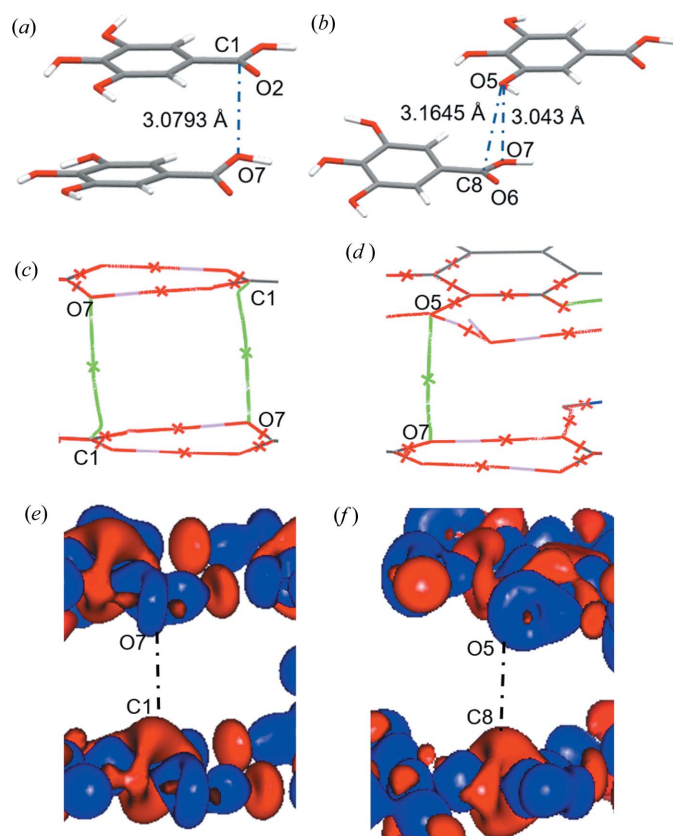 (a)
C1
O2
3.0793 Å
O7
(b)
O5
3.1645 Å
3.043 Å
O7
C8
O6
(c)
O7
C1
C1
O7
(d)
O5
O7
(e)
O7
C1
(f)
O5
C8